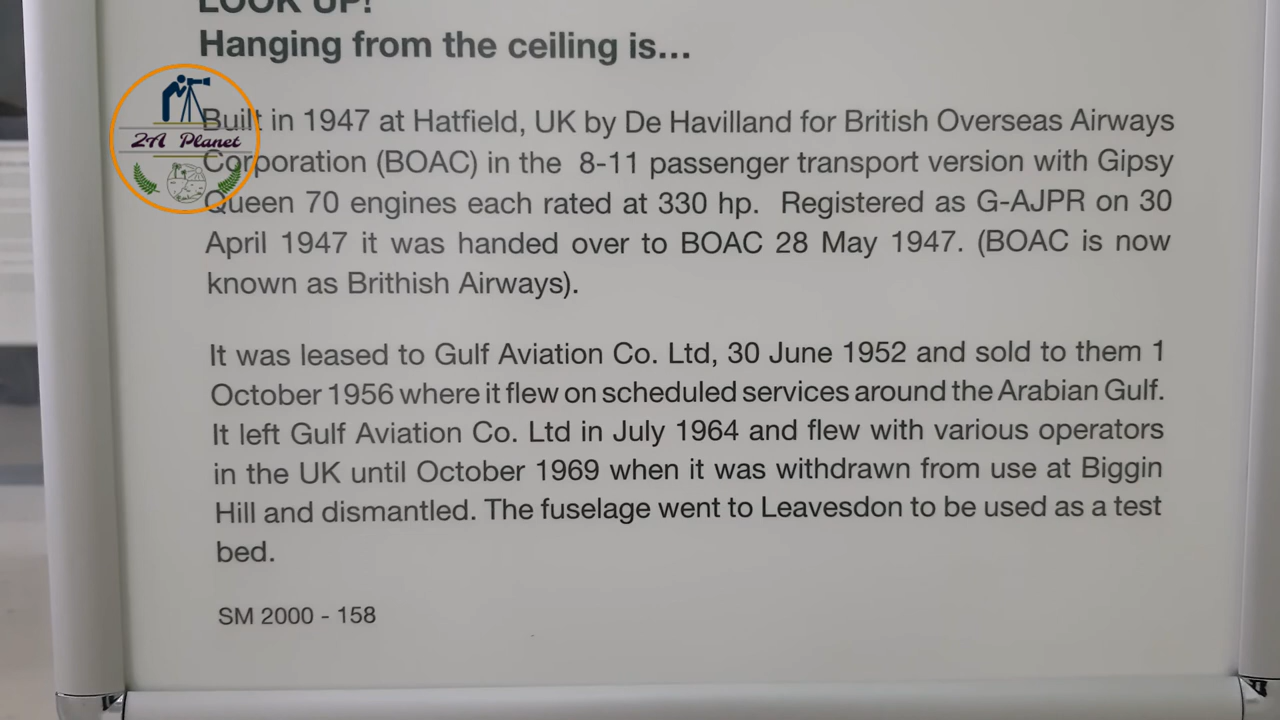 LOOK UP!
Hanging from the ceiling is...
2A Planet
Built in 1947 at Hatfield, UK by De Havilland for British Overseas Airways
Corporation (BOAC) in the 8-11 passenger transport version with Gipsy
Queen 70 engines each rated at 330 hp. Registered as G-AJPR on 30
April 1947 it was handed over to BOAC 28 May 1947. (BOAC is now
known as Brithish Airways).
It was leased to Gulf Aviation Co. Ltd, 30 June 1952 and sold to them 1
October 1956 where it flew on scheduled services around the Arabian Gulf.
It left Gulf Aviation Co. Ltd in July 1964 and flew with various operators
in the UK until October 1969 when it was withdrawn from use at Biggin
Hill and dismantled. The fuselage went to Leavesdon to be used as a test
bed.
SM 2000 - 158